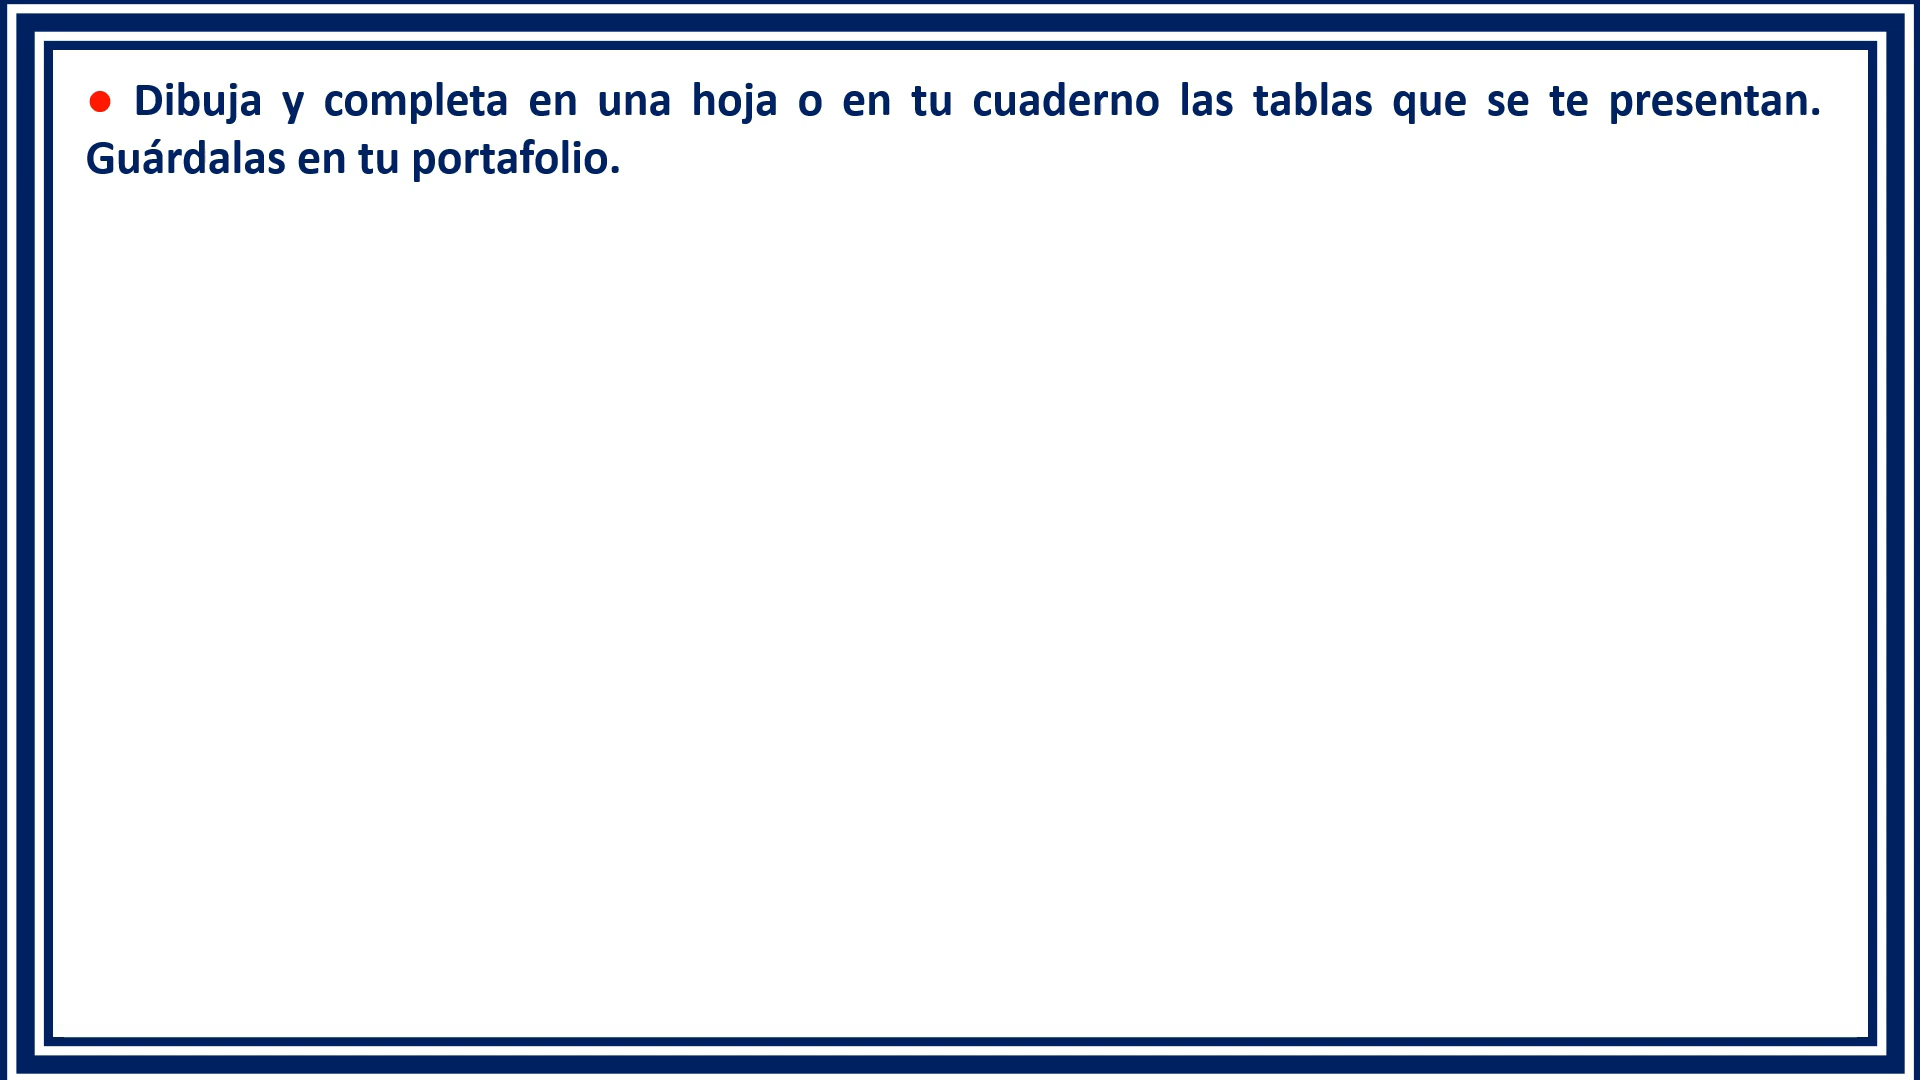 ● Dibuja y completa en una hoja o en tu cuaderno las tablas que se te presentan.
Guárdalas en tu portafolio.